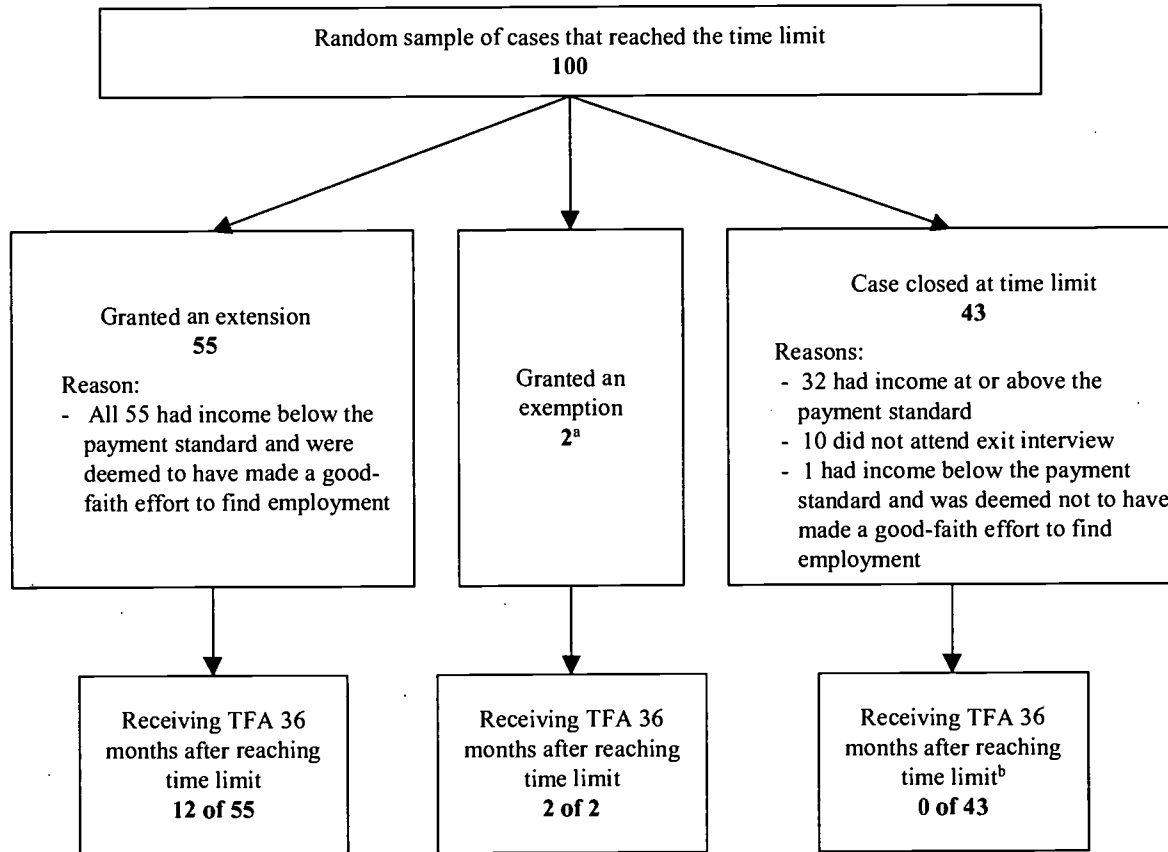 Random sample of cases that reached the time limit
100
Granted an extension
55
Reason:
- All 55 had income below the
payment standard and were
deemed to have made a good-
faith effort to find employment
Granted an
exemption
2ᵃ
Case closed at time limit
43
Reasons:
- 32 had income at or above the
payment standard
- 10 did not attend exit interview
- 1 had income below the payment
standard and was deemed not to have
made a good-faith effort to find
employment
Receiving TFA 36
months after reaching
time limit
12 of 55
Receiving TFA 36
months after reaching
time limit
2 of 2
Receiving TFA 36
months after reaching
time limitᵇ
0 of 43